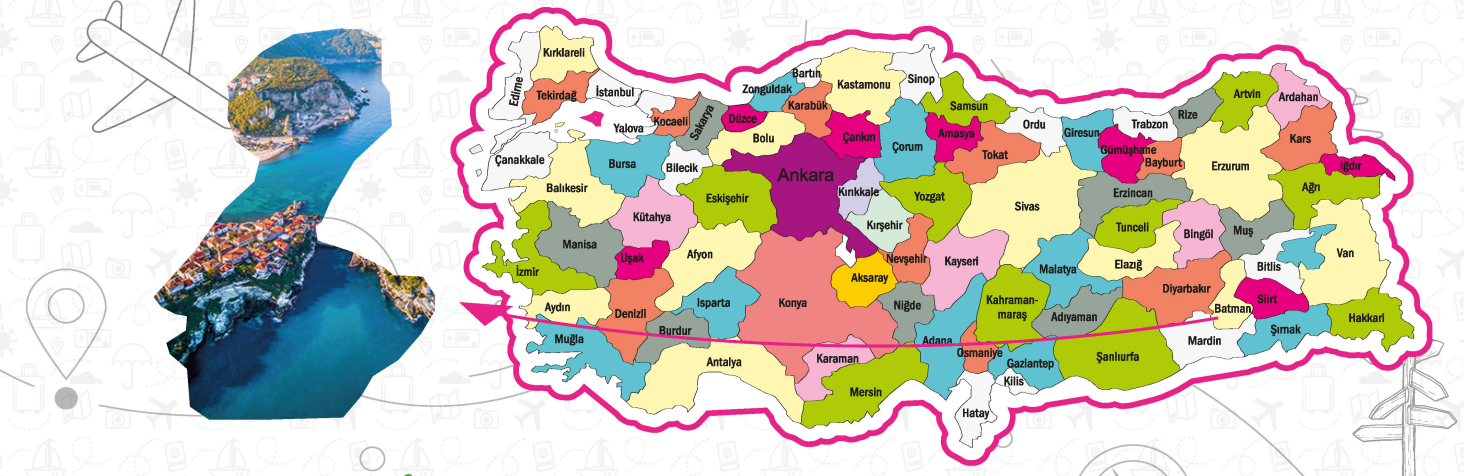 Kırklareli
Edirne
Tekirdağ
İstanbul
Yalova
Kocaeli
Sakarya
Düzce
Zonguldak
Bartın
Karabük
Kastamonu
Sinop
Bolu
Çankırı
Çorum
Samsun
Amasya
Tokat
Ordu
Giresun
Trabzon
Rize
Artvin
Ardahan
Gümüşhane
Bayburt
Erzurum
Kars
Iğdır
Ağrı
Çanakkale
Balıkesir
Bursa
Bilecik
Eskişehir
Ankara
Kırıkkale
Kırşehir
Yozgat
Sivas
Erzincan
Tunceli
Bingöl
Muş
Bitlis
Van
Kütahya
Manisa
Uşak
Afyon
İzmir
Aydın
Denizli
Isparta
Burdur
Muğla
Antalya
Konya
Aksaray
Nevşehir
Kayseri
Niğde
Karaman
Mersin
Adana
Kahraman-
maraş
Malatya
Elazığ
Diyarbakır
Adıyaman
Osmaniye
Gaziantep
Kilis
Hatay
Şanlıurfa
Mardin
Batman
Siirt
Şırnak
Hakkari